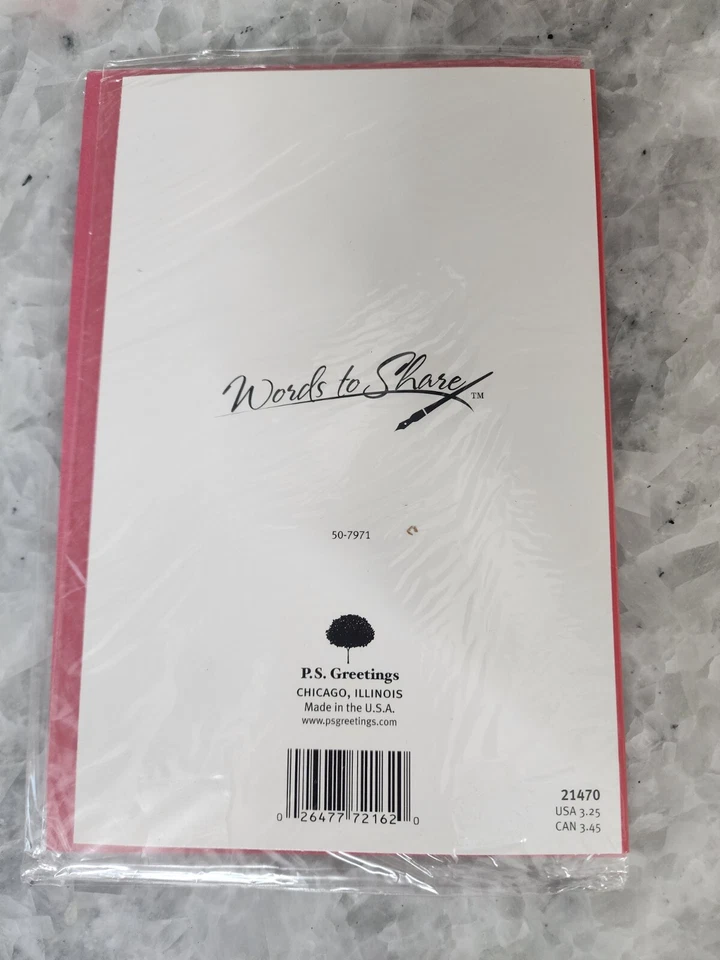 Words to Share™
50-7971
P.S. Greetings
CHICAGO, ILLINOIS
Made in the U.S.A.
www.psgreetings.com
0 26477 72162 0
21470
USA 3.25
CAN 3.45